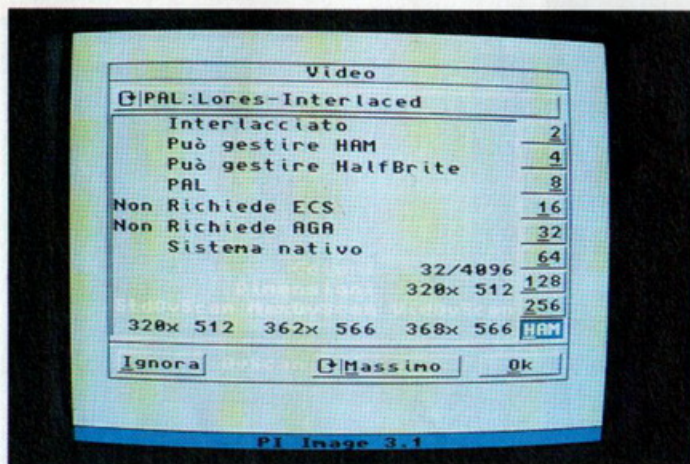 Video
PAL:Lores-Interlaced
Interlacciato
2
Può gestire HAM
4
Può gestire HalfBrite
8
PAL
Non Richiede ECS
16
Non Richiede AGA
32
Sistema nativo
64
32/4096
128
320x 512
256
320x 512 362x 566 368x 566 HAM
Ignora Massimo Ok
PI Image 3.1